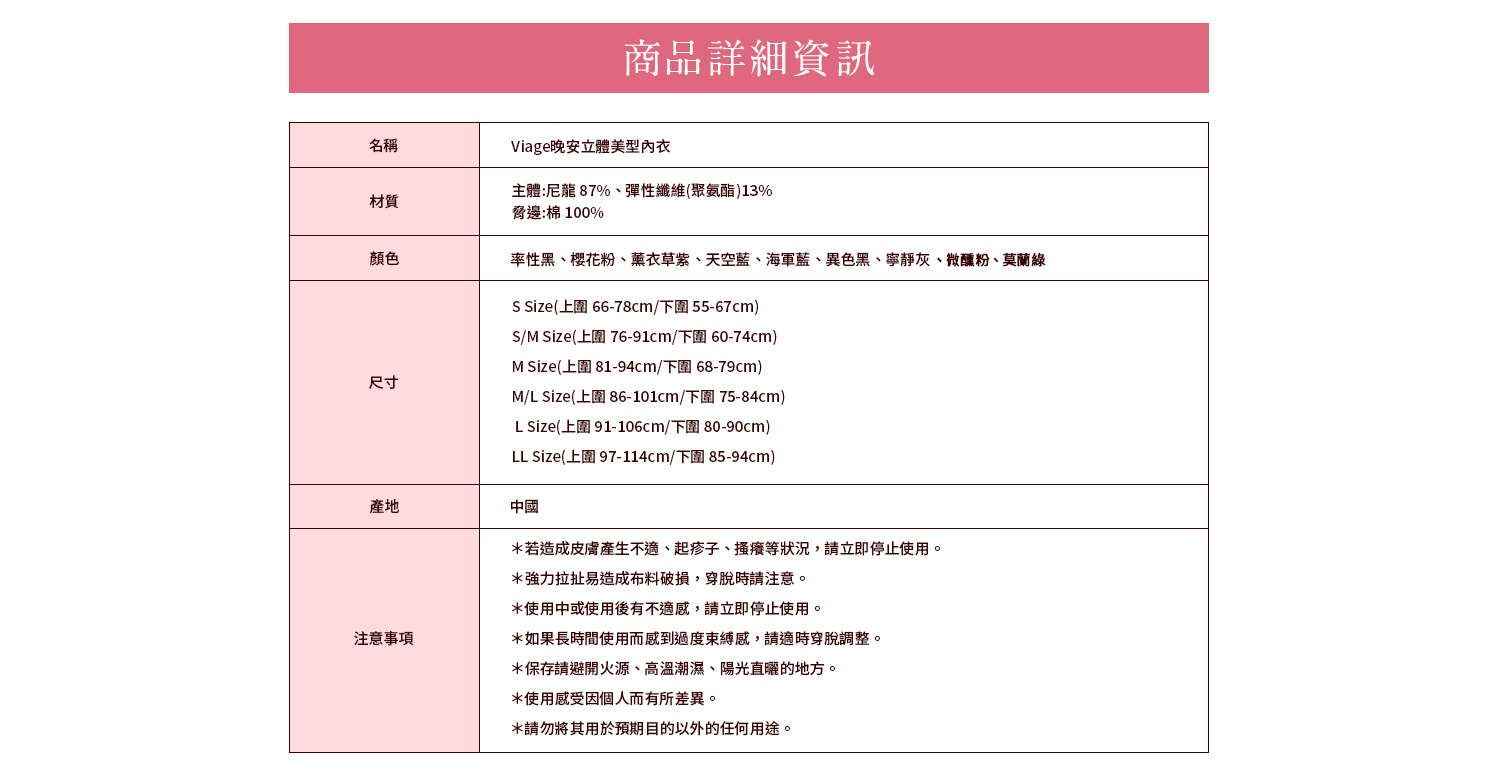 商品詳細資訊
名稱
Viage晚安立體美型內衣
材質
主體:尼龍 87%、彈性纖維(聚氨酯)13%
脅邊:棉 100%
顏色
率性黑、櫻花粉、薰衣草紫、天空藍、海軍藍、異色黑、寧靜灰、微醺粉、莫蘭綠
尺寸
S Size(上圍 66-78cm/下圍 55-67cm)
S/M Size(上圍 76-91cm/下圍 60-74cm)
M Size(上圍 81-94cm/下圍 68-79cm)
M/L Size(上圍 86-101cm/下圍 75-84cm)
L Size(上圍 91-106cm/下圍 80-90cm)
LL Size(上圍 97-114cm/下圍 85-94cm)
產地
中國
注意事項
＊若造成皮膚產生不適、起疹子、搔癢等狀況，請立即停止使用。
＊強力拉扯易造成布料破損，穿脫時請注意。
＊使用中或使用後有不適感，請立即停止使用。
＊如果長時間使用而感到過度束縛感，請適時穿脫調整。
＊保存請避開火源、高溫潮濕、陽光直曬的地方。
＊使用感受因個人而有所差異。
＊請勿將其用於預期目的以外的任何用途。